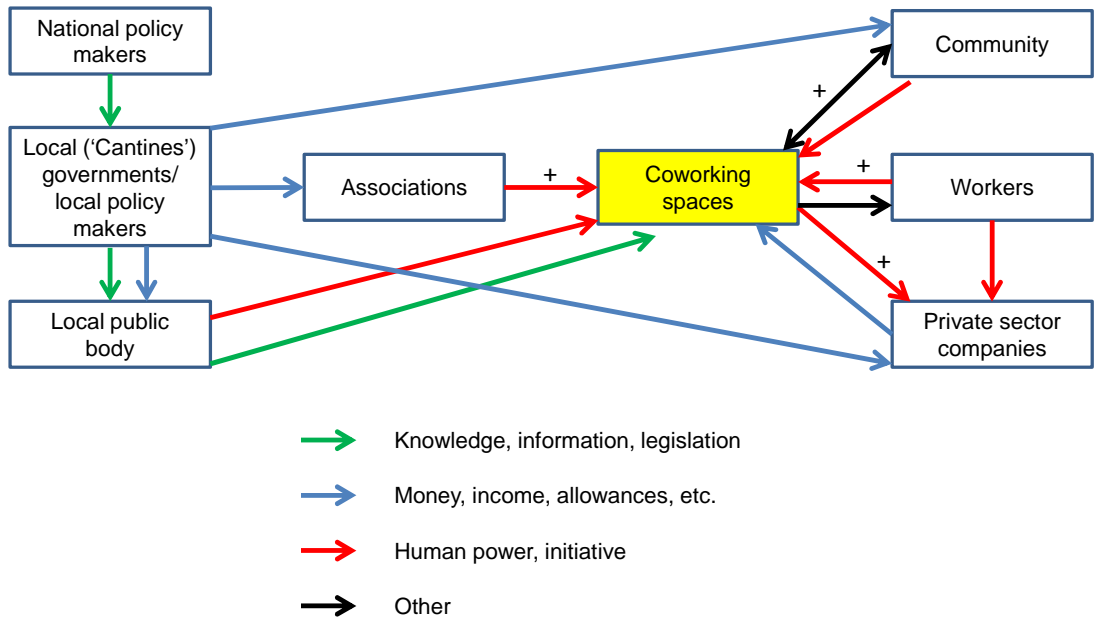 National policy
makers
Community
Local (‘Cantines’)
governments/
local policy
makers
Associations
Coworking
spaces
Workers
Local public
body
Private sector
companies
+
+
+
+
Knowledge, information, legislation
Money, income, allowances, etc.
Human power, initiative
Other